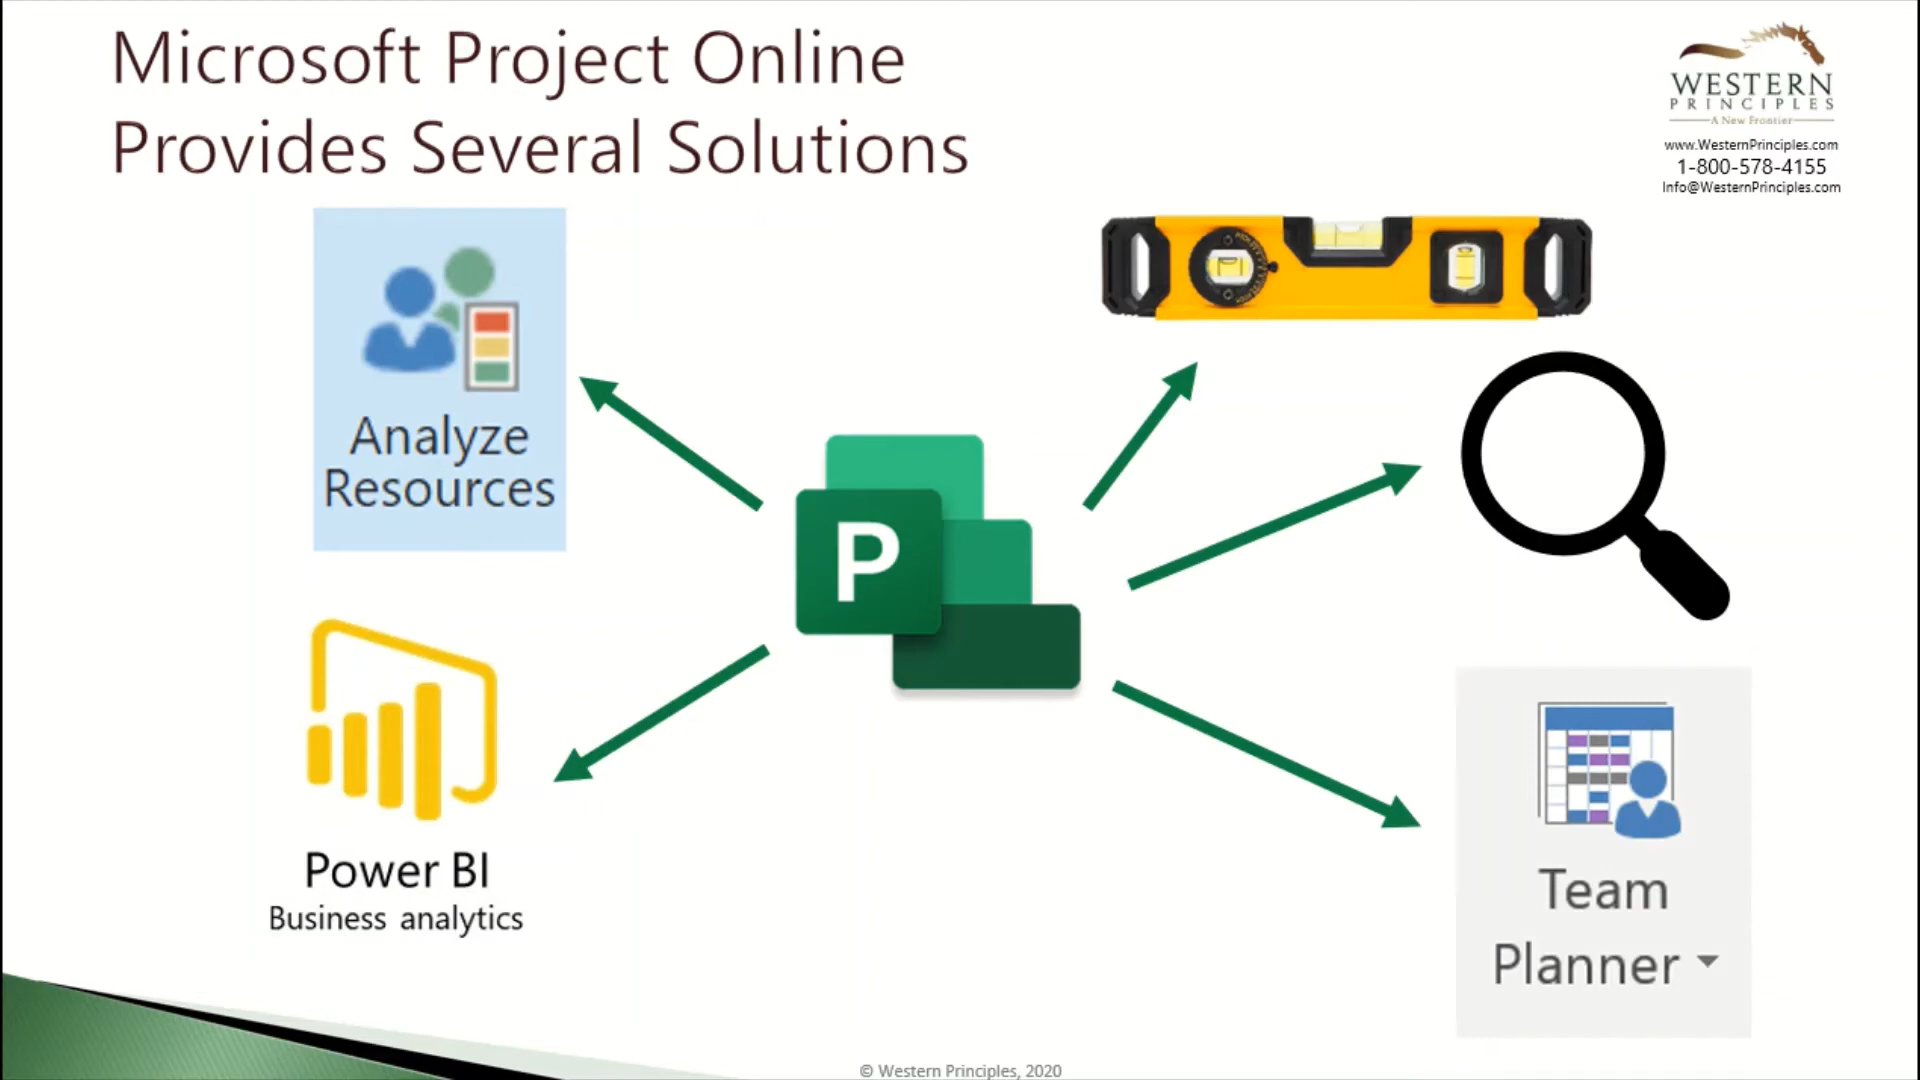 Microsoft Project Online
Provides Several Solutions
WESTERN
PRINCIPLES
A New Frontier
www.WesternPrinciples.com
1-800-578-4155
Info@WesternPrinciples.com
Analyze
Resources
P
Power BI
Business analytics
Team
Planner
© Western Principles, 2020